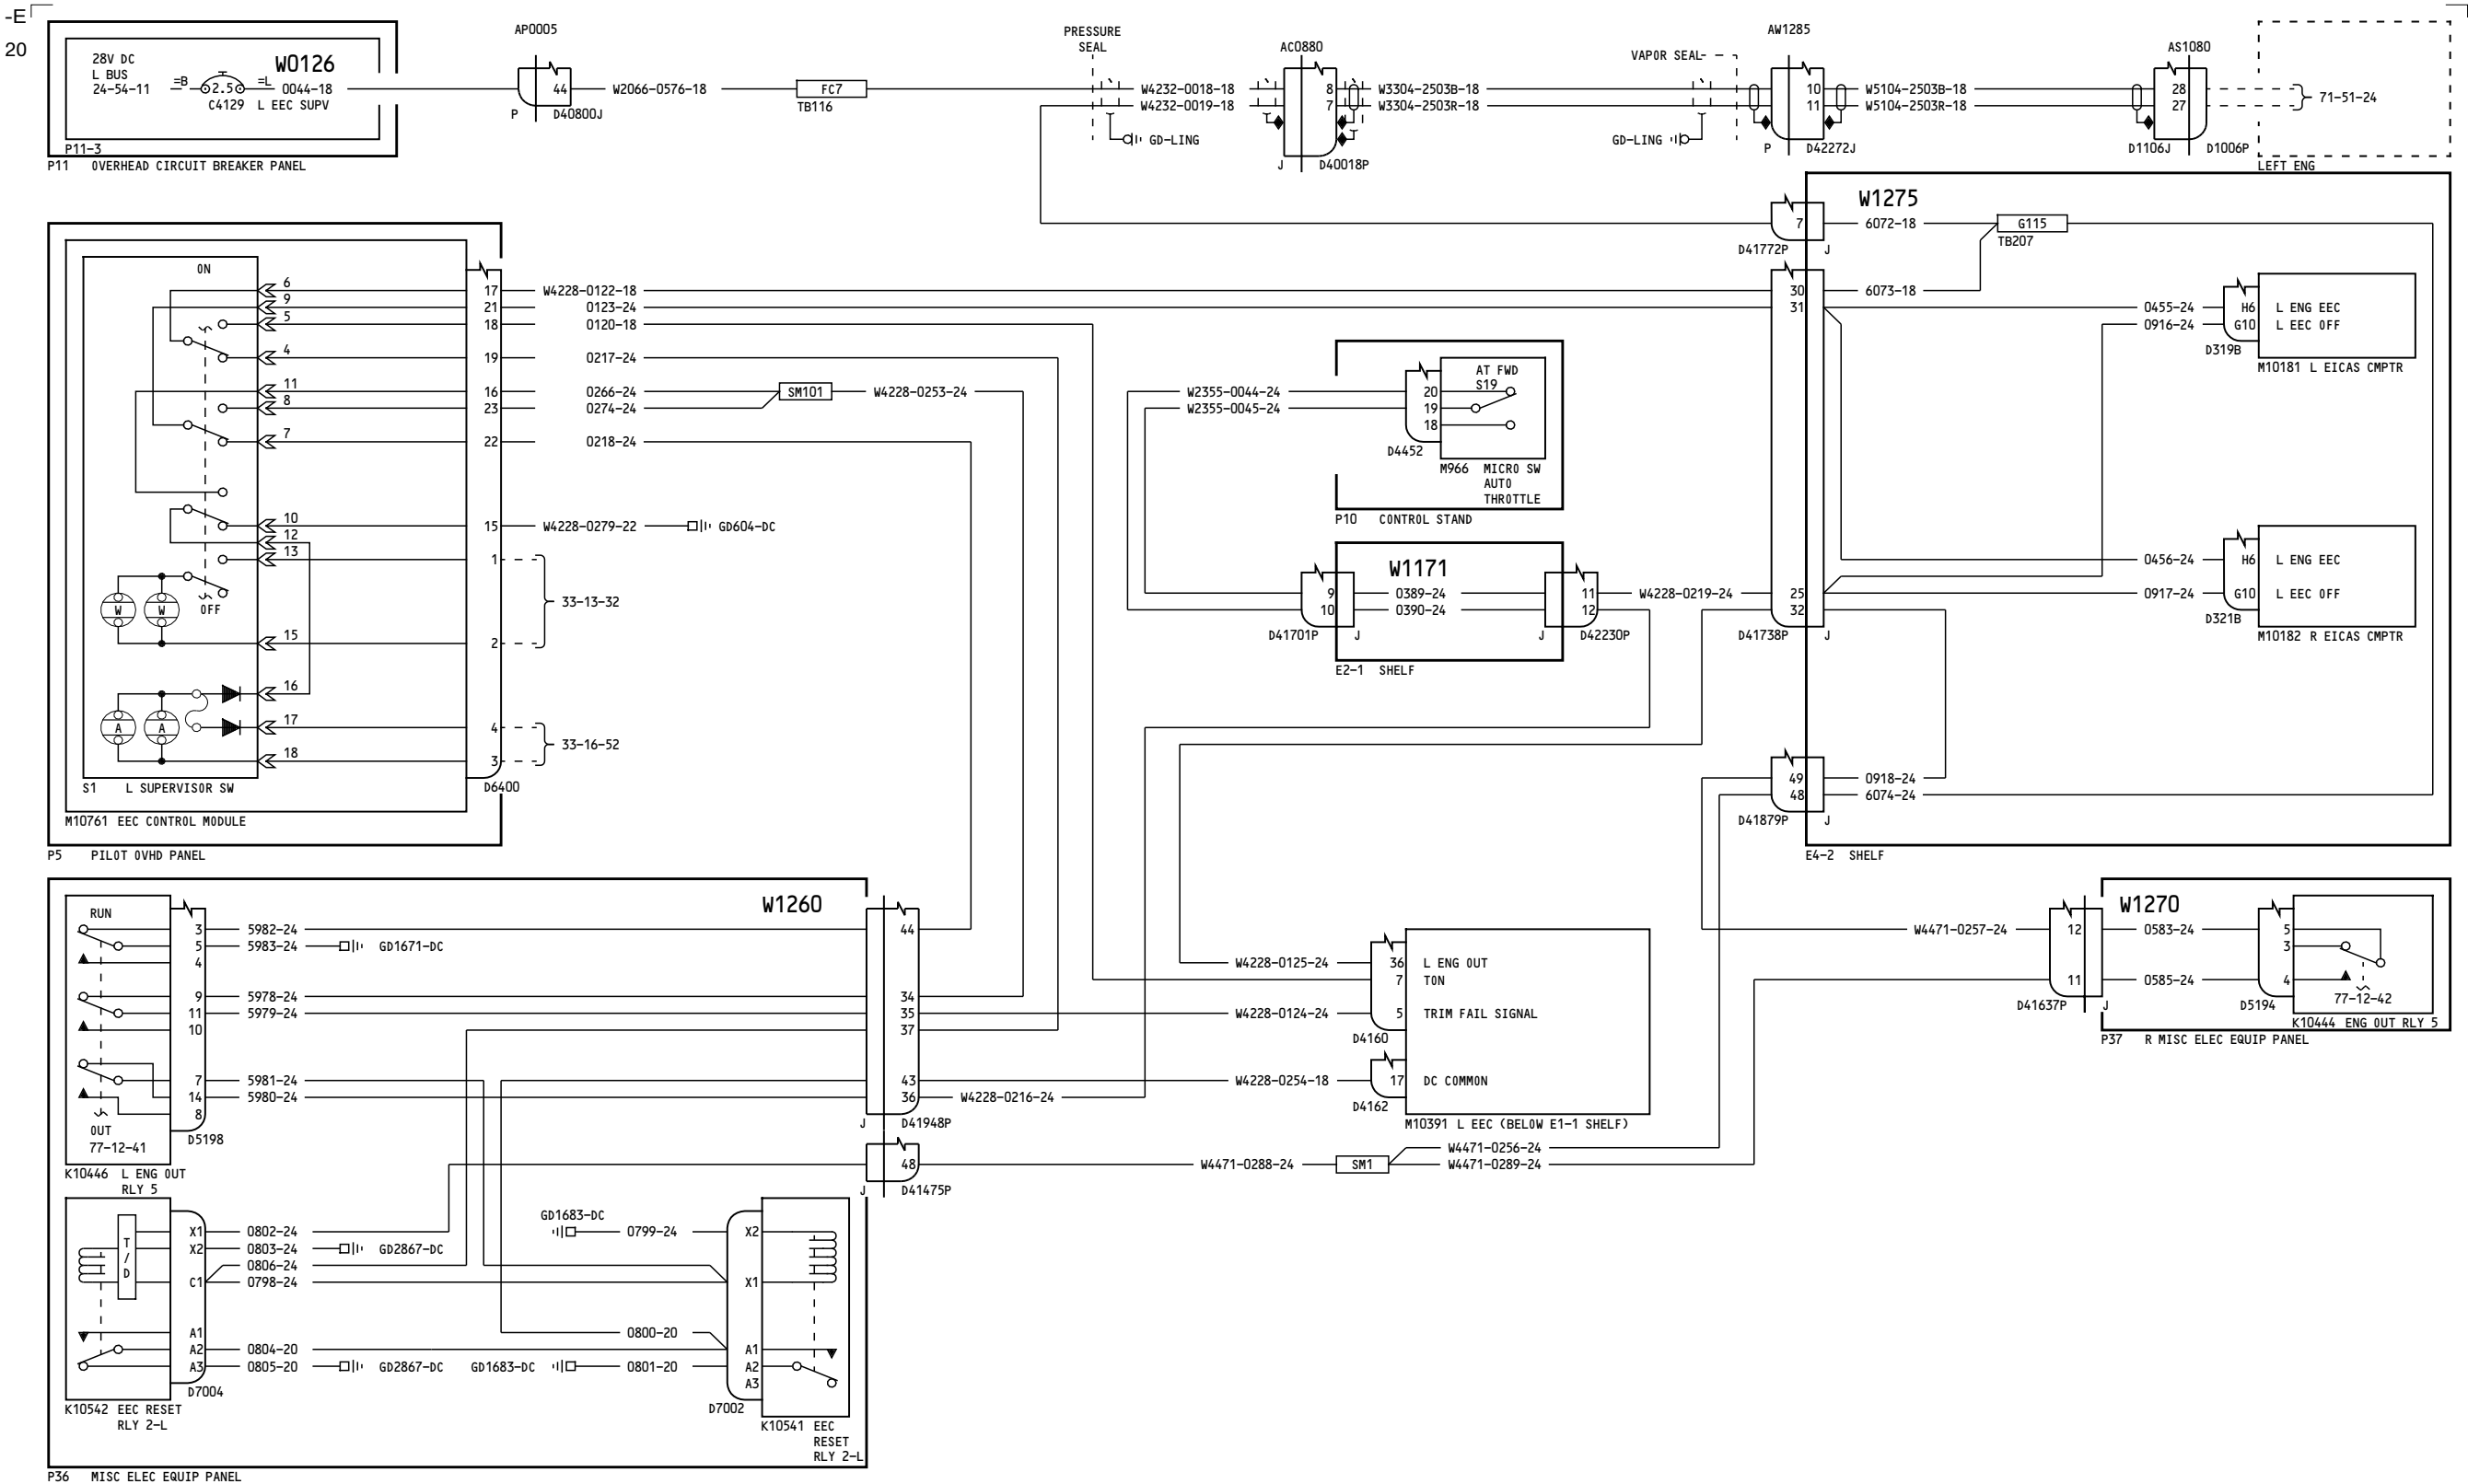 -E
20
28V DC
L BUS
24-54-11
=B
2.5
=L
C4129
W0126
0044-18
L EEC SUPV
P11-3
P11 OVERHEAD CIRCUIT BREAKER PANEL
AP0005
44
P
D40800J
W2066-0576-18
FC7
TB116
PRESSURE
SEAL
W4232-0018-18
W4232-0019-18
GD-LING
AC0880
8
7
J
D40018P
W3304-2503B-18
W3304-2503R-18
VAPOR SEAL
GD-LING
AW1285
10
11
P
D42272J
W5104-2503B-18
W5104-2503R-18
AS1080
28
27
D1106J
D1006P
71-51-24
LEFT ENG
ON
6
9
5
4
11
8
7
10
12
13
OFF
W
W
15
16
17
A
A
18
S1 L SUPERVISOR SW
M10761 EEC CONTROL MODULE
P5 PILOT OVHD PANEL
17
21
18
19
16
23
22
15
1
2
4
3
D6400
W4228-0122-18
0123-24
0120-18
0217-24
0266-24
0274-24
SM101
W4228-0253-24
0218-24
W4228-0279-22
GD604-DC
33-13-32
33-16-52
W2355-0044-24
W2355-0045-24
20
19
18
D4452
AT FWD
S19
M966 MICRO SW
AUTO
THROTTLE
P10 CONTROL STAND
W1171
9
10
D41701P
J
0389-24
0390-24
11
12
J
D42230P
E2-1 SHELF
W4228-0219-24
W1275
7
D41772P
J
6072-18
G115
TB207
30
31
25
32
D41738P
J
6073-18
0455-24
0916-24
H6
G10
D319B
L ENG EEC
L EEC OFF
M10181 L EICAS CMPTR
0456-24
0917-24
H6
G10
D321B
L ENG EEC
L EEC OFF
M10182 R EICAS CMPTR
49
48
D41879P
J
0918-24
6074-24
E4-2 SHELF
W1260
RUN
3
5
4
9
11
10
7
14
8
OUT
77-12-41
D5198
K10446 L ENG OUT
RLY 5
5982-24
5983-24
GD1671-DC
5978-24
5979-24
5981-24
5980-24
44
34
35
37
43
36
J
D41948P
W4228-0216-24
48
J
D41475P
W4228-0125-24
W4228-0124-24
W4228-0254-18
36
7
5
D4160
17
D4162
L ENG OUT
TON
TRIM FAIL SIGNAL
DC COMMON
M10391 L EEC (BELOW E1-1 SHELF)
W4471-0288-24
SM1
W4471-0256-24
W4471-0289-24
W4471-0257-24
12
11
D41637P
J
W1270
0583-24
0585-24
5
3
4
D5194
77-12-42
K10444 ENG OUT RLY 5
P37 R MISC ELEC EQUIP PANEL
T/D
X1
X2
C1
A1
A2
A3
D7004
K10542 EEC RESET
RLY 2-L
0802-24
0803-24
GD2867-DC
0806-24
0798-24
0804-20
0805-20
GD2867-DC
GD1683-DC
0799-24
0800-20
GD1683-DC
0801-20
X2
X1
A1
A2
A3
D7002
K10541 EEC
RESET
RLY 2-L
P36 MISC ELEC EQUIP PANEL